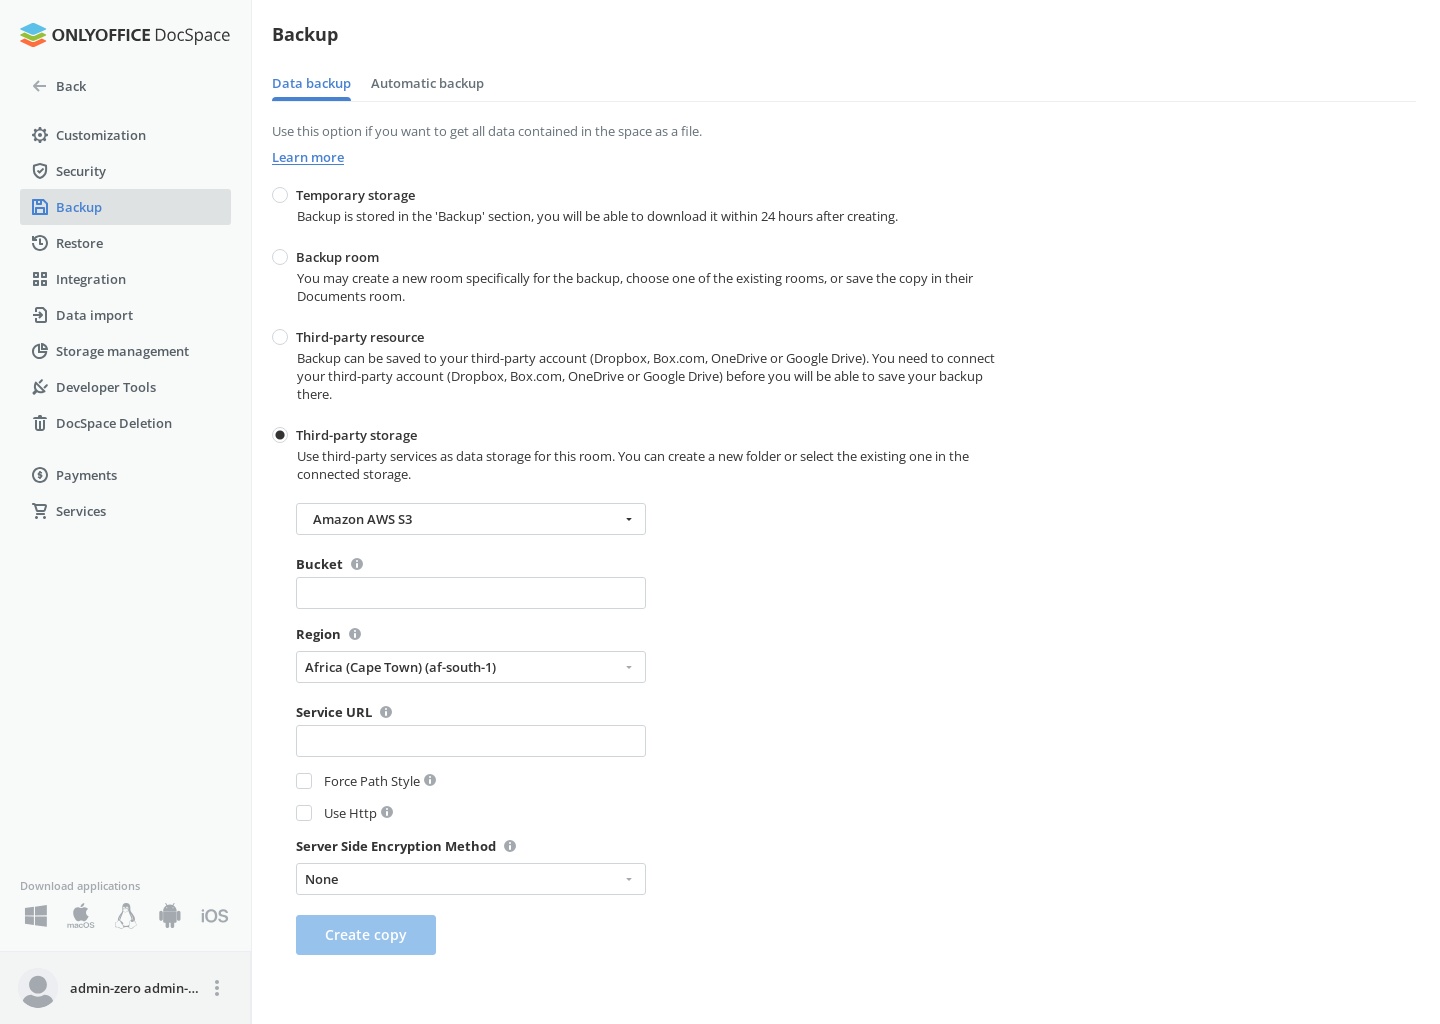 ONLYOFFICE DocSpace
Back
Customization
Security
Backup
Restore
Integration
Data import
Storage management
Developer Tools
DocSpace Deletion
Payments
Services
Download applications
macOS
iOS
admin-zero admin-...
Backup
Data backup
Automatic backup
Use this option if you want to get all data contained in the space as a file.
Learn more
Temporary storage
Backup is stored in the 'Backup' section, you will be able to download it within 24 hours after creating.
Backup room
You may create a new room specifically for the backup, choose one of the existing rooms, or save the copy in their
Documents room.
Third-party resource
Backup can be saved to your third-party account (Dropbox, Box.com, OneDrive or Google Drive). You need to connect
your third-party account (Dropbox, Box.com, OneDrive or Google Drive) before you will be able to save your backup
there.
Third-party storage
Use third-party services as data storage for this room. You can create a new folder or select the existing one in the
connected storage.
Amazon AWS S3
Bucket
Region
Africa (Cape Town) (af-south-1)
Service URL
Force Path Style
Use Http
Server Side Encryption Method
None
Create copy